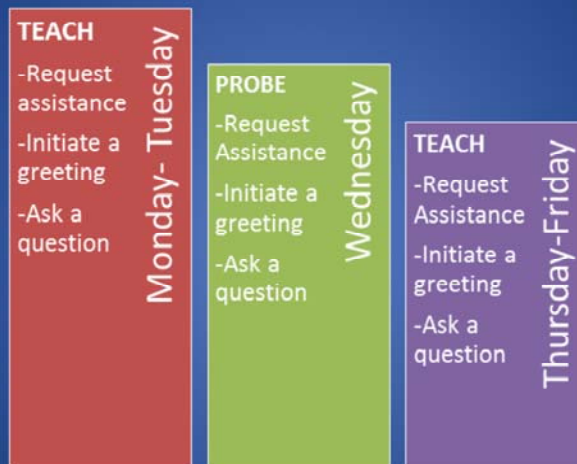 TEACH
-Request
assistance
-Initiate a
greeting
-Ask a
question
Monday- Tuesday
PROBE
-Request
Assistance
-Initiate a
greeting
-Ask a
question
Wednesday
TEACH
-Request
Assistance
-Initiate a
greeting
-Ask a
question
Thursday-Friday